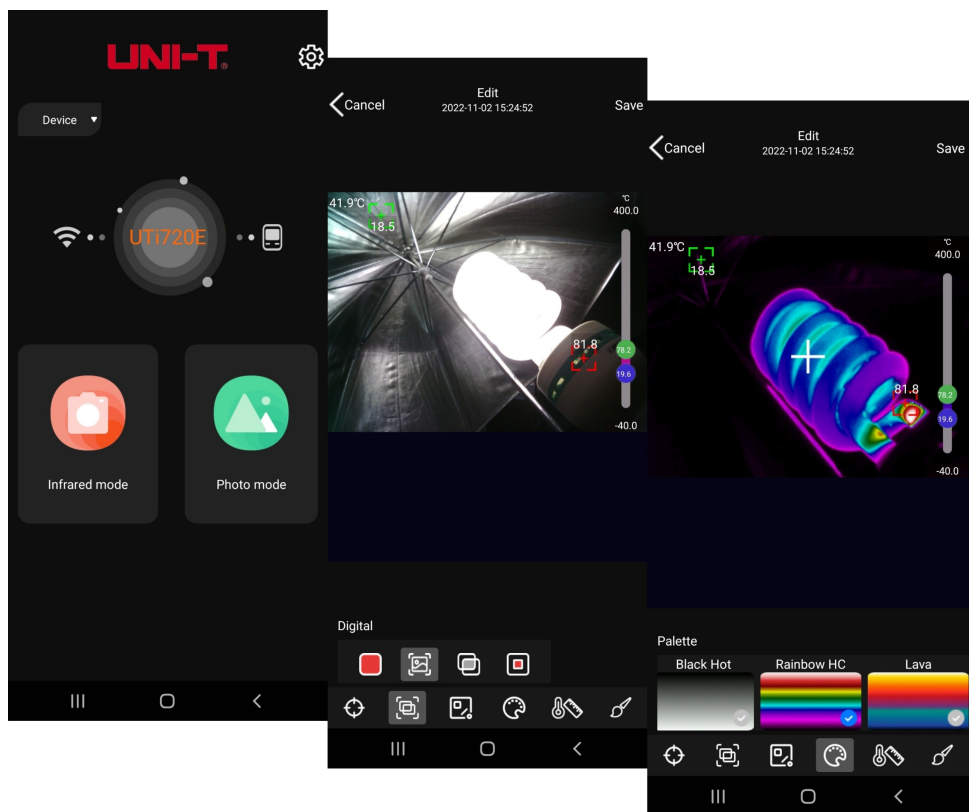 UNI-T®
Device
UTi720E
Infrared mode
Photo mode
Cancel
Edit
2022-11-02 15:24:52
Save
41.9℃
18.5
℃
400.0
81.8
78.2
19.6
-40.0
Digital
Cancel
Edit
2022-11-02 15:24:52
Save
41.9℃
18.5
℃
400.0
81.8
78.2
19.6
-40.0
Palette
Black Hot
Rainbow HC
Lava